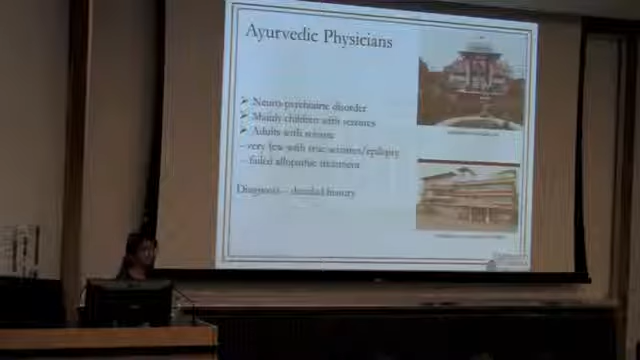 Ayurvedic Physicians
➤ Neuro-psychiatric disorder
➤ Mainly children with seizures
➤ Adults with seizure
– very few with true seizures/epilepsy
– failed allopathic treatment
Diagnosis – detailed history